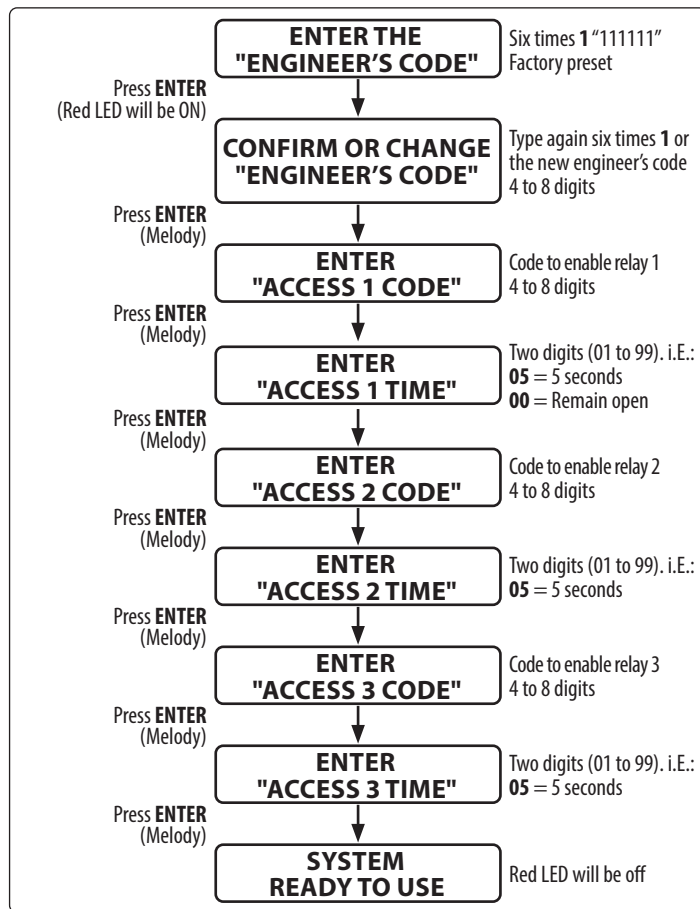 ENTER THE
"ENGINEER'S CODE"
Six times 1 “111111”
Factory preset
Press ENTER
(Red LED will be ON)
CONFIRM OR CHANGE
"ENGINEER'S CODE"
Type again six times 1 or
the new engineer's code
4 to 8 digits
Press ENTER
(Melody)
ENTER
"ACCESS 1 CODE"
Code to enable relay 1
4 to 8 digits
Press ENTER
(Melody)
ENTER
"ACCESS 1 TIME"
Two digits (01 to 99). i.E.:
05 = 5 seconds
00 = Remain open
Press ENTER
(Melody)
ENTER
"ACCESS 2 CODE"
Code to enable relay 2
4 to 8 digits
Press ENTER
(Melody)
ENTER
"ACCESS 2 TIME"
Two digits (01 to 99). i.E.:
05 = 5 seconds
Press ENTER
(Melody)
ENTER
"ACCESS 3 CODE"
Code to enable relay 3
4 to 8 digits
Press ENTER
(Melody)
ENTER
"ACCESS 3 TIME"
Two digits (01 to 99). i.E.:
05 = 5 seconds
Press ENTER
(Melody)
SYSTEM
READY TO USE
Red LED will be off